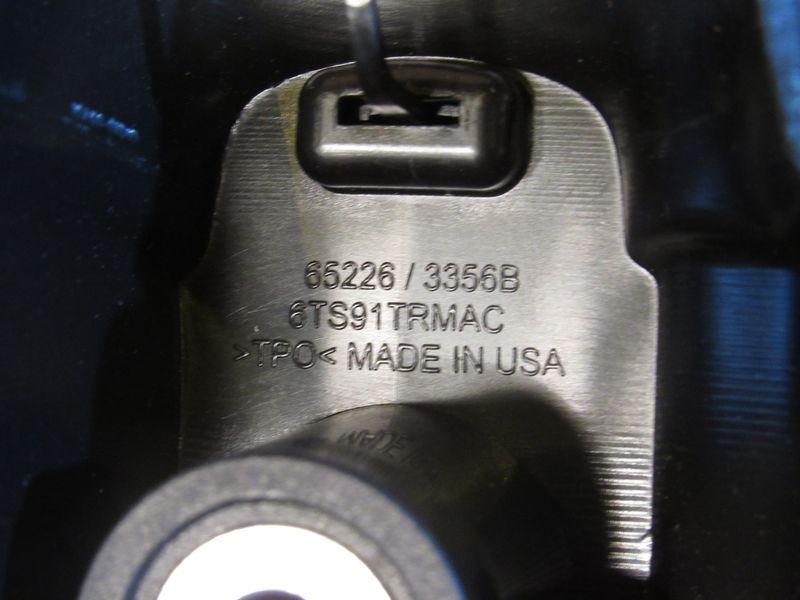 65226 / 3356B
6TS91TRMAC
>TPO< MADE IN USA